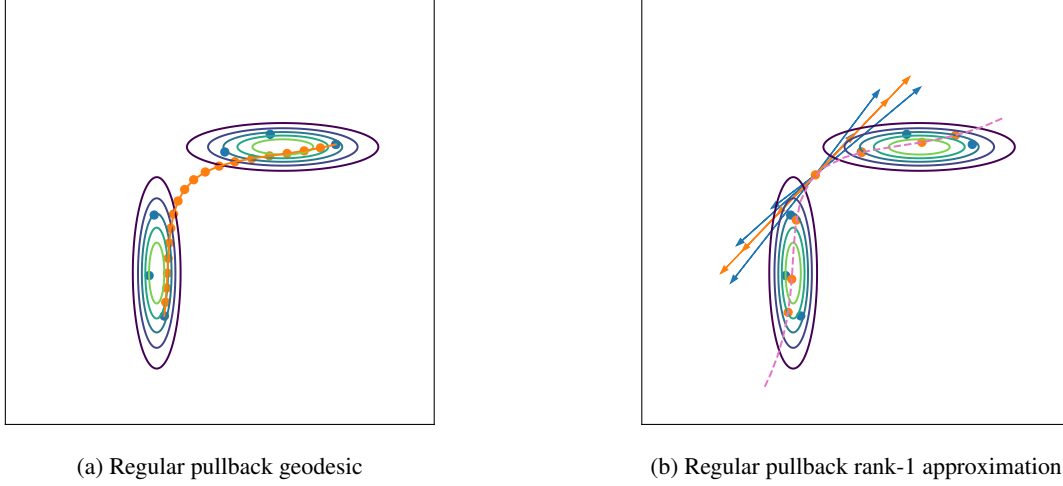 (a) Regular pullback geodesic
(b) Regular pullback rank-1 approximation